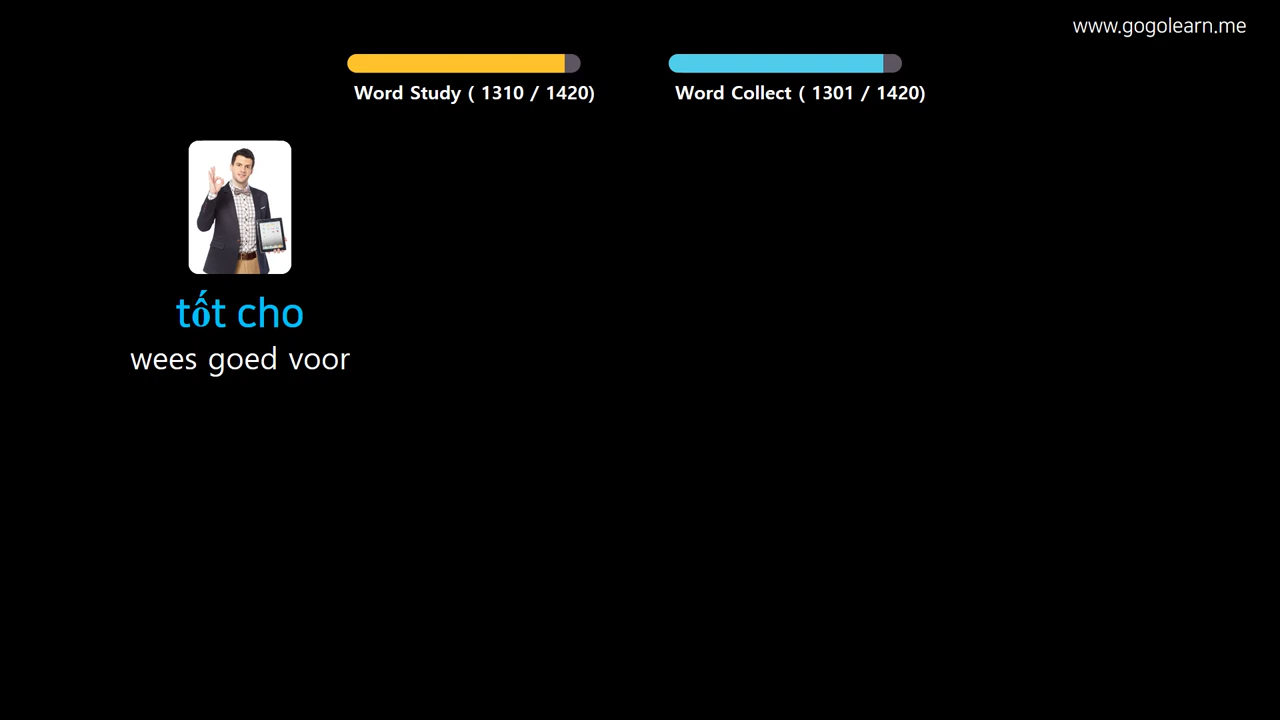 www.gogolearn.me
Word Study ( 1310 / 1420)
Word Collect ( 1301 / 1420)
tốt cho
wees goed voor